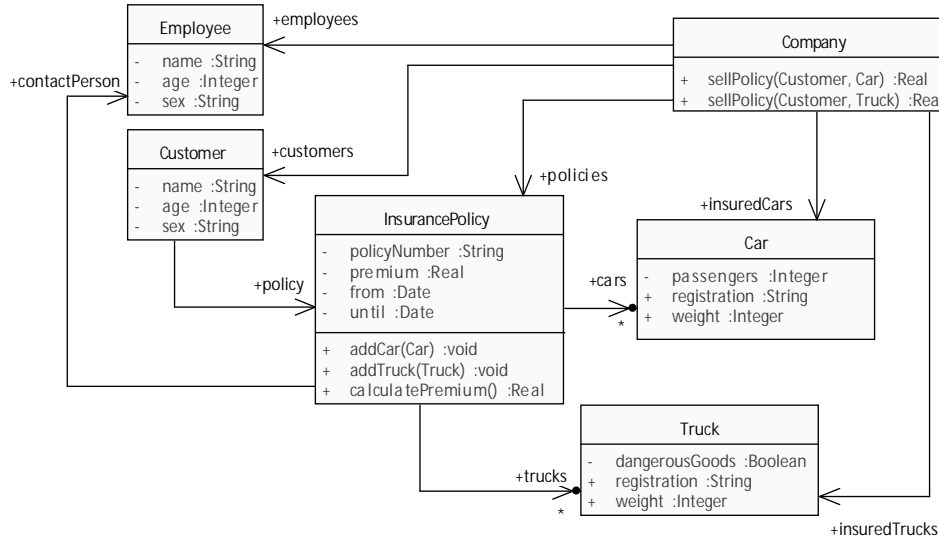 Employee
- name :String
- age :Integer
- sex :String
+employees
Company
+ sellPolicy(Customer, Car) :Real
+ sellPolicy(Customer, Truck) :Rea
+contactPerson
Customer
- name :String
- age :Integer
- sex :String
+customers
+policies
+insuredCars
InsurancePolicy
- policyNumber :String
- premium :Real
- from :Date
- until :Date
+ addCar(Car) :void
+ addTruck(Truck) :void
+ calculatePremium() :Real
+policy
+cars
*
Car
- passengers :Integer
+ registration :String
+ weight :Integer
Truck
- dangerousGoods :Boolean
+ registration :String
+ weight :Integer
+trucks
*
+insuredTrucks